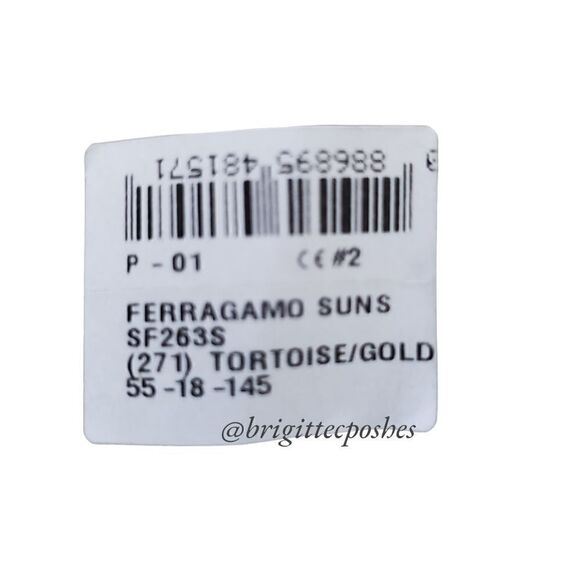 886895 481571
P - 01 CE #2
FERRAGAMO SUNS
SF263S
(271) TORTOISE/GOLD
55 -18 -145
@brigittecposhes